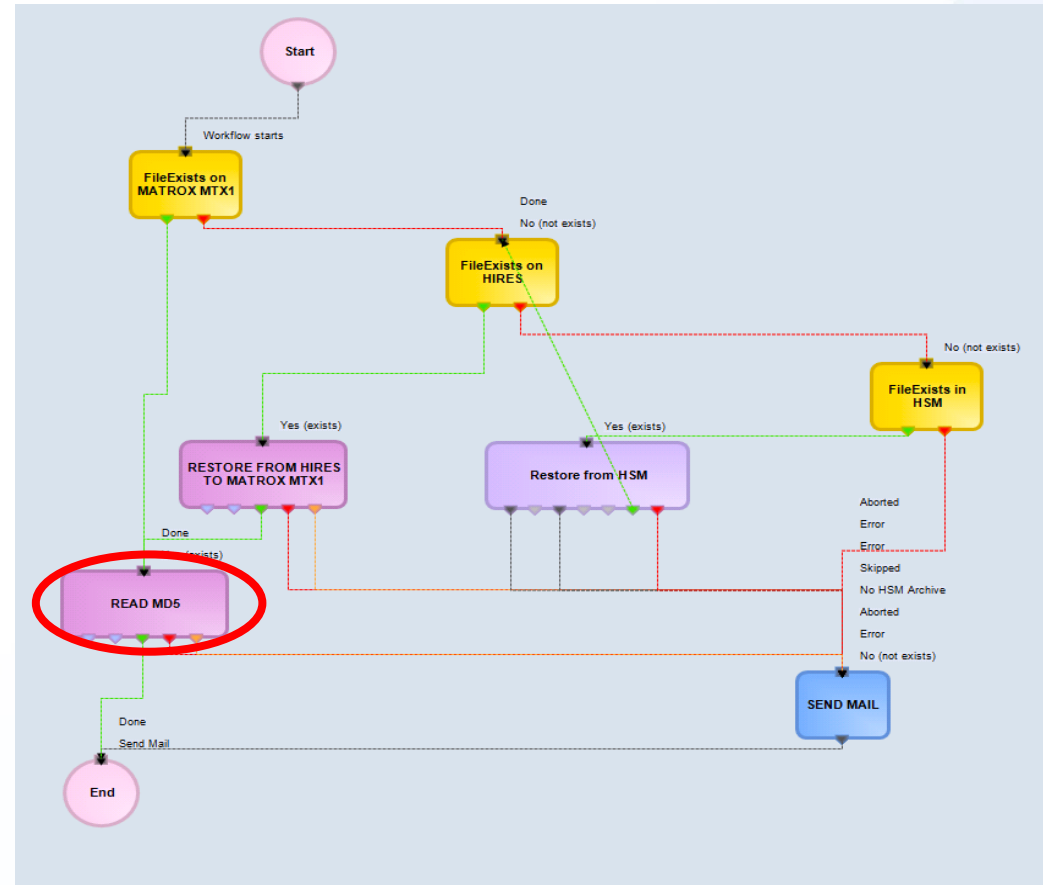 Start
Workflow starts
FileExists on
MATROX MTX1
Done
No (not exists)
FileExists on
HIRES
No (not exists)
FileExists in
HSM
Yes (exists)
Yes (exists)
RESTORE FROM HIRES
TO MATROX MTX1
Restore from HSM
Aborted
Error
Error
Skipped
No HSM Archive
Aborted
Error
No (not exists)
Done
(exists)
READ MD5
SEND MAIL
Done
Send Mail
End